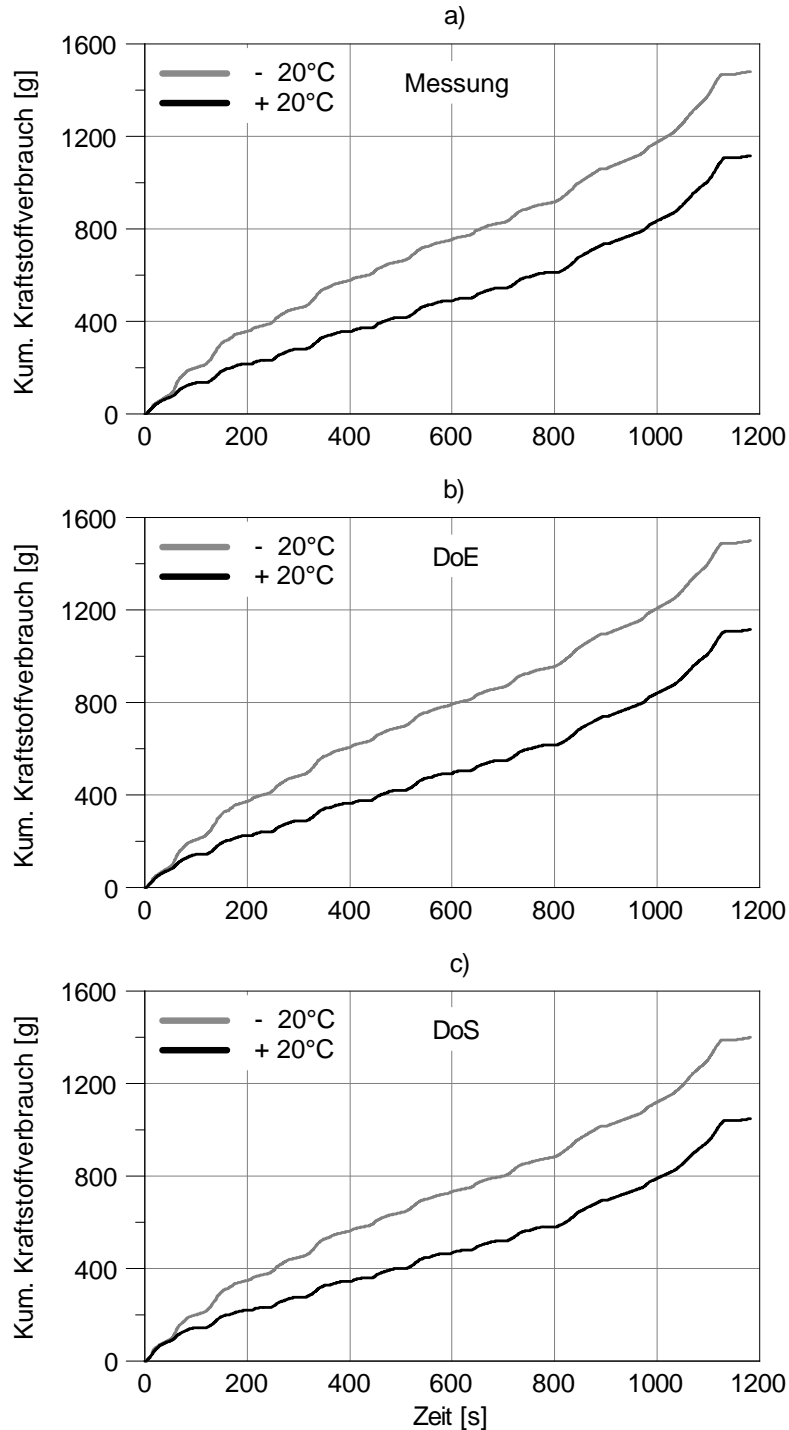 a)
1600
- 20°C
+ 20°C
Messung
1200
800
400
0
Kum. Kraftstoffverbrauch [g]
0 200 400 600 800 1000 1200
b)
1600
- 20°C
+ 20°C
DoE
1200
800
400
0
Kum. Kraftstoffverbrauch [g]
0 200 400 600 800 1000 1200
c)
1600
- 20°C
+ 20°C
DoS
1200
800
400
0
Kum. Kraftstoffverbrauch [g]
0 200 400 600 800 1000 1200
Zeit [s]